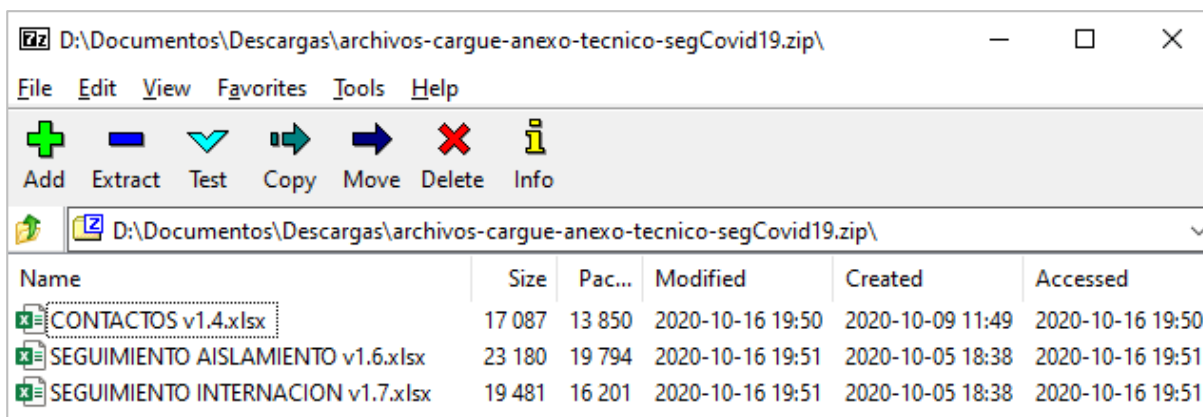 7z D:\Documentos\Descargas\archivos-cargue-anexo-tecnico-segCovid19.zip\
File Edit View Favorites Tools Help
Add Extract Test Copy Move Delete Info
D:\Documentos\Descargas\archivos-cargue-anexo-tecnico-segCovid19.zip\
Name Size Pac... Modified Created Accessed
CONTACTOS v1.4.xlsx 17 087 13 850 2020-10-16 19:50 2020-10-09 11:49 2020-10-16 19:50
SEGUIMIENTO AISLAMIENTO v1.6.xlsx 23 180 19 794 2020-10-16 19:51 2020-10-05 18:38 2020-10-16 19:51
SEGUIMIENTO INTERNACION v1.7.xlsx 19 481 16 201 2020-10-16 19:51 2020-10-05 18:38 2020-10-16 19:51